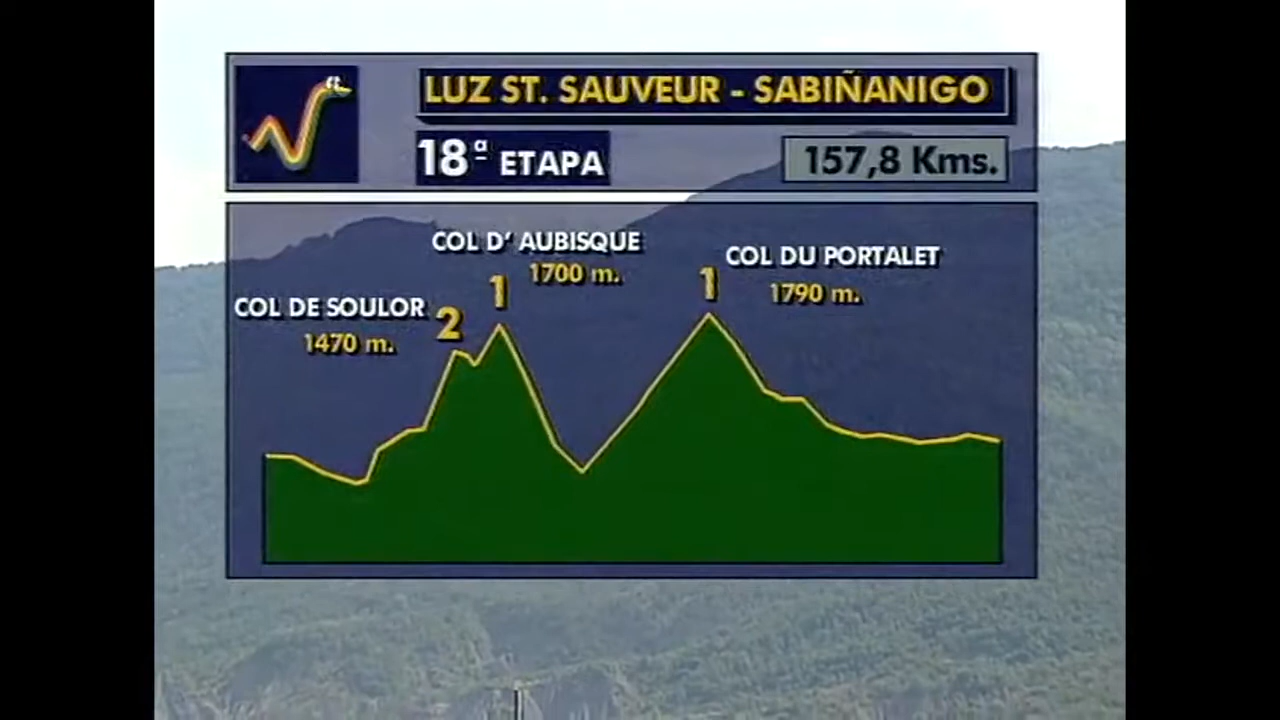 LUZ ST. SAUVEUR - SABIÑANIGO
18ª ETAPA
157,8 Kms.
COL D' AUBISQUE
1700 m.
1
COL DU PORTALET
1790 m.
1
COL DE SOULOR
1470 m.
2